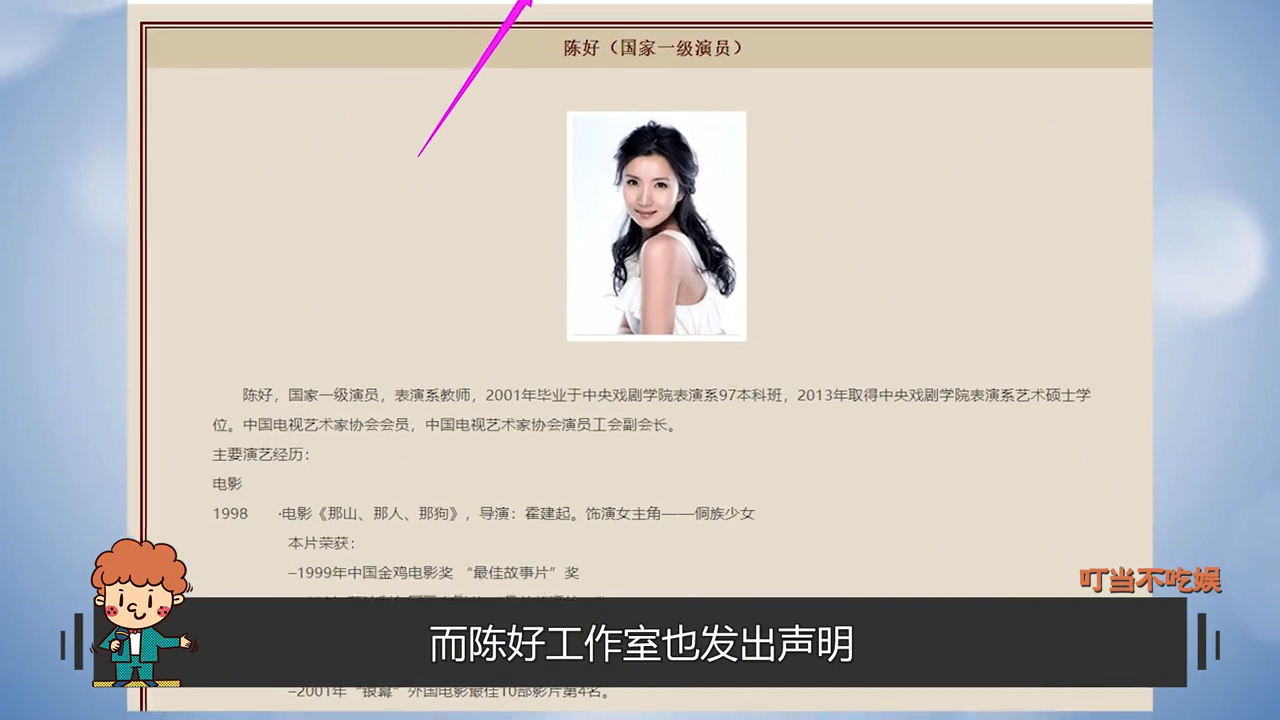 陈好（国家一级演员）
陈好，国家一级演员，表演系教师，2001年毕业于中央戏剧学院表演系97本科班，2013年取得中央戏剧学院表演系艺术硕士学
位。中国电视艺术家协会会员，中国电视艺术家协会演员工会副会长。
主要演艺经历：
电影
1998 ·电影《那山、那人、那狗》，导演：霍建起。饰演女主角——侗族少女
本片荣获：
–1999年中国金鸡电影奖 “最佳故事片”奖
叮当不吃娱
而陈好工作室也发出声明
–2001年“银幕”外国电影最佳10部影片第4名。